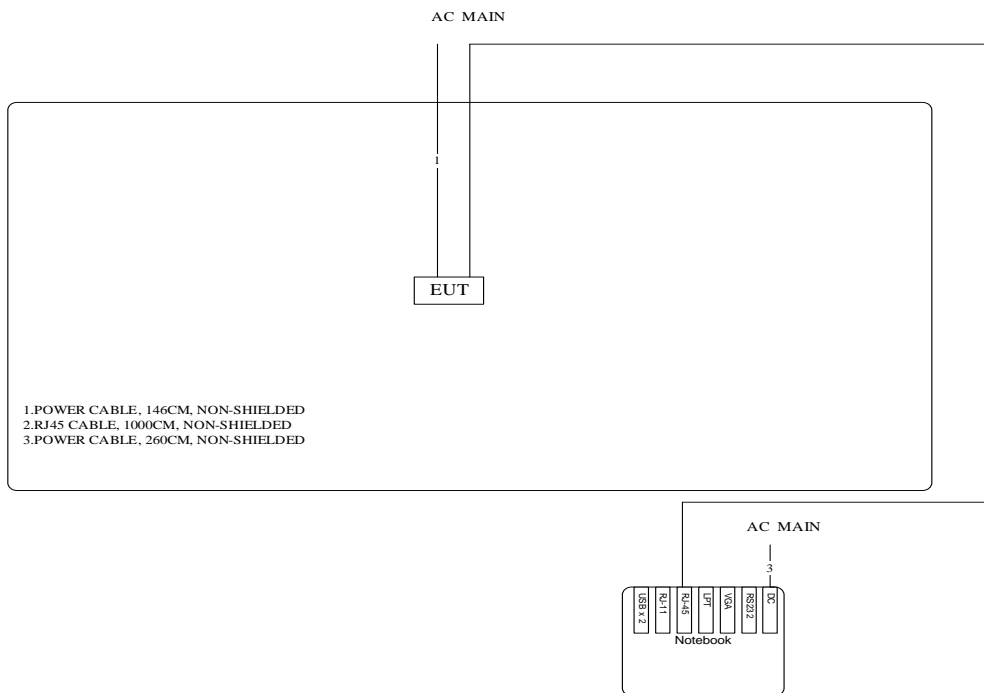 AC MAIN
1
EUT
1.POWER CABLE, 146CM, NON-SHIELDED
2.RJ45 CABLE, 1000CM, NON-SHIELDED
3.POWER CABLE, 260CM, NON-SHIELDED
AC MAIN
3
USB x 2
RJ-11
RJ-45
LPT
VGA
RS232
DC
Notebook